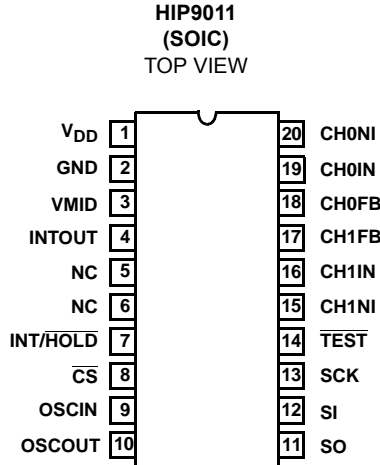 HIP9011
(SOIC)
TOP VIEW
VDD 1 20 CH0NI
GND 2 19 CH0IN
VMID 3 18 CH0FB
INTOUT 4 17 CH1FB
NC 5 16 CH1IN
NC 6 15 CH1NI
INT/HOLD 7 14 TEST
CS 8 13 SCK
OSCIN 9 12 SI
OSCOUT 10 11 SO